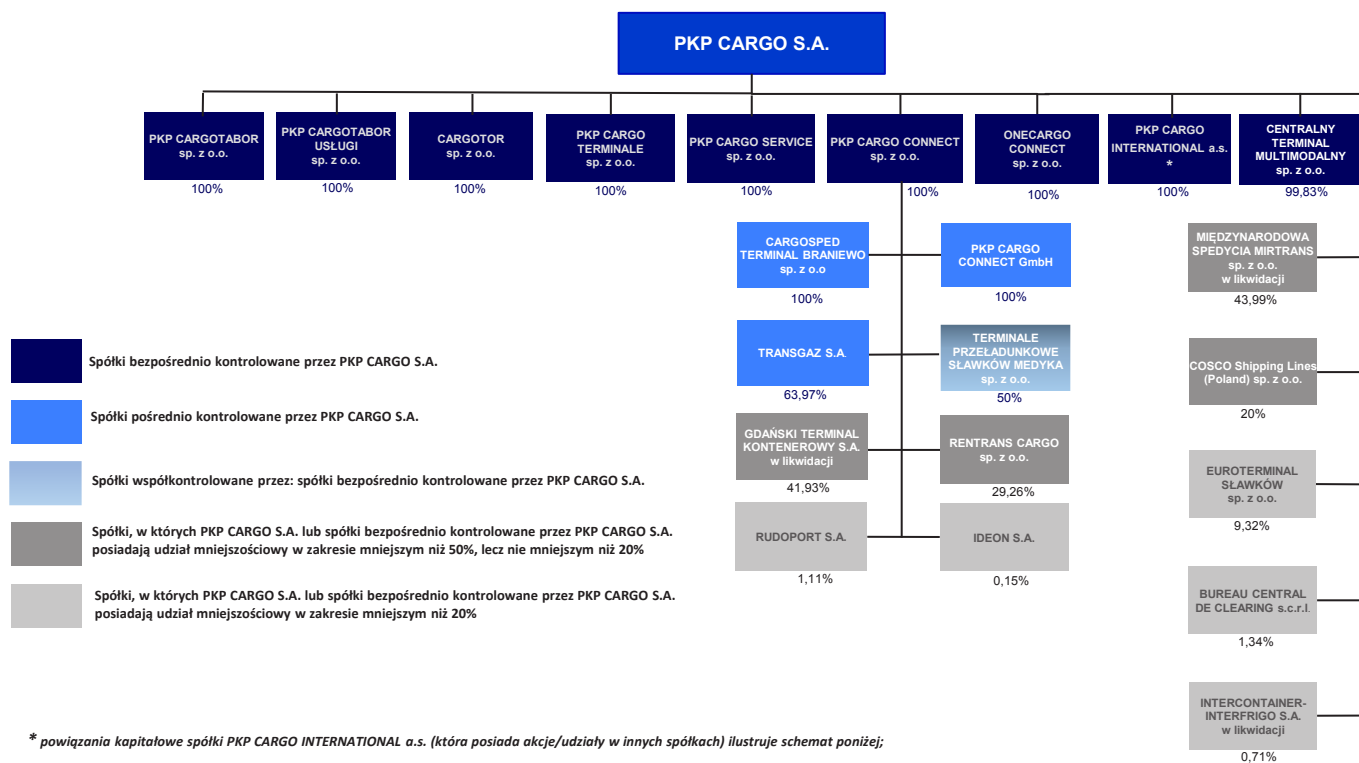 PKP CARGO S.A.
PKP CARGOTABOR
sp. z o.o.
100%
PKP CARGOTABOR
USŁUGI
sp. z o.o.
100%
CARGOTOR
sp. z o.o.
100%
PKP CARGO
TERMINALE
sp. z o.o.
100%
PKP CARGO SERVICE
sp. z o.o.
100%
PKP CARGO CONNECT
sp. z o.o.
100%
ONECARGO
CONNECT
sp. z o.o.
100%
PKP CARGO
INTERNATIONAL a.s.
*
100%
CENTRALNY
TERMINAL
MULTIMODALNY
sp. z o.o.
99,83%
CARGOSPED
TERMINAL BRANIEWO
sp. z o.o
100%
PKP CARGO
CONNECT GmbH
100%
MIĘDZYNARODOWA
SPEDYCIA MIRTRANS
sp. z o.o.
w likwidacji
43,99%
TRANSGAZ S.A.
63,97%
TERMINALE
PRZEŁADUNKOWE
SŁAWKÓW MEDYKA
sp. z o.o.
50%
COSCO Shipping Lines
(Poland) sp. z o.o.
20%
GDAŃSKI TERMINAL
KONTENEROWY S.A.
w likwidacji
41,93%
RENTRANS CARGO
sp. z o.o.
29,26%
EUROTERMINAL
SŁAWKÓW
sp. z o.o.
9,32%
RUDOPORT S.A.
1,11%
IDEON S.A.
0,15%
BUREAU CENTRAL
DE CLEARING s.c.r.l.
1,34%
INTERCONTAINER-
INTERFRIGO S.A.
w likwidacji
0,71%
Spółki bezpośrednio kontrolowane przez PKP CARGO S.A.
Spółki pośrednio kontrolowane przez PKP CARGO S.A.
Spółki współkontrolowane przez: spółki bezpośrednio kontrolowane przez PKP CARGO S.A.
Spółki, w których PKP CARGO S.A. lub spółki bezpośrednio kontrolowane przez PKP CARGO S.A.
posiadają udział mniejszościowy w zakresie mniejszym niż 50%, lecz nie mniejszym niż 20%
Spółki, w których PKP CARGO S.A. lub spółki bezpośrednio kontrolowane przez PKP CARGO S.A.
posiadają udział mniejszościowy w zakresie mniejszym niż 20%
* powiązania kapitałowe spółki PKP CARGO INTERNATIONAL a.s. (która posiada akcje/udziały w innych spółkach) ilustruje schemat poniżej;